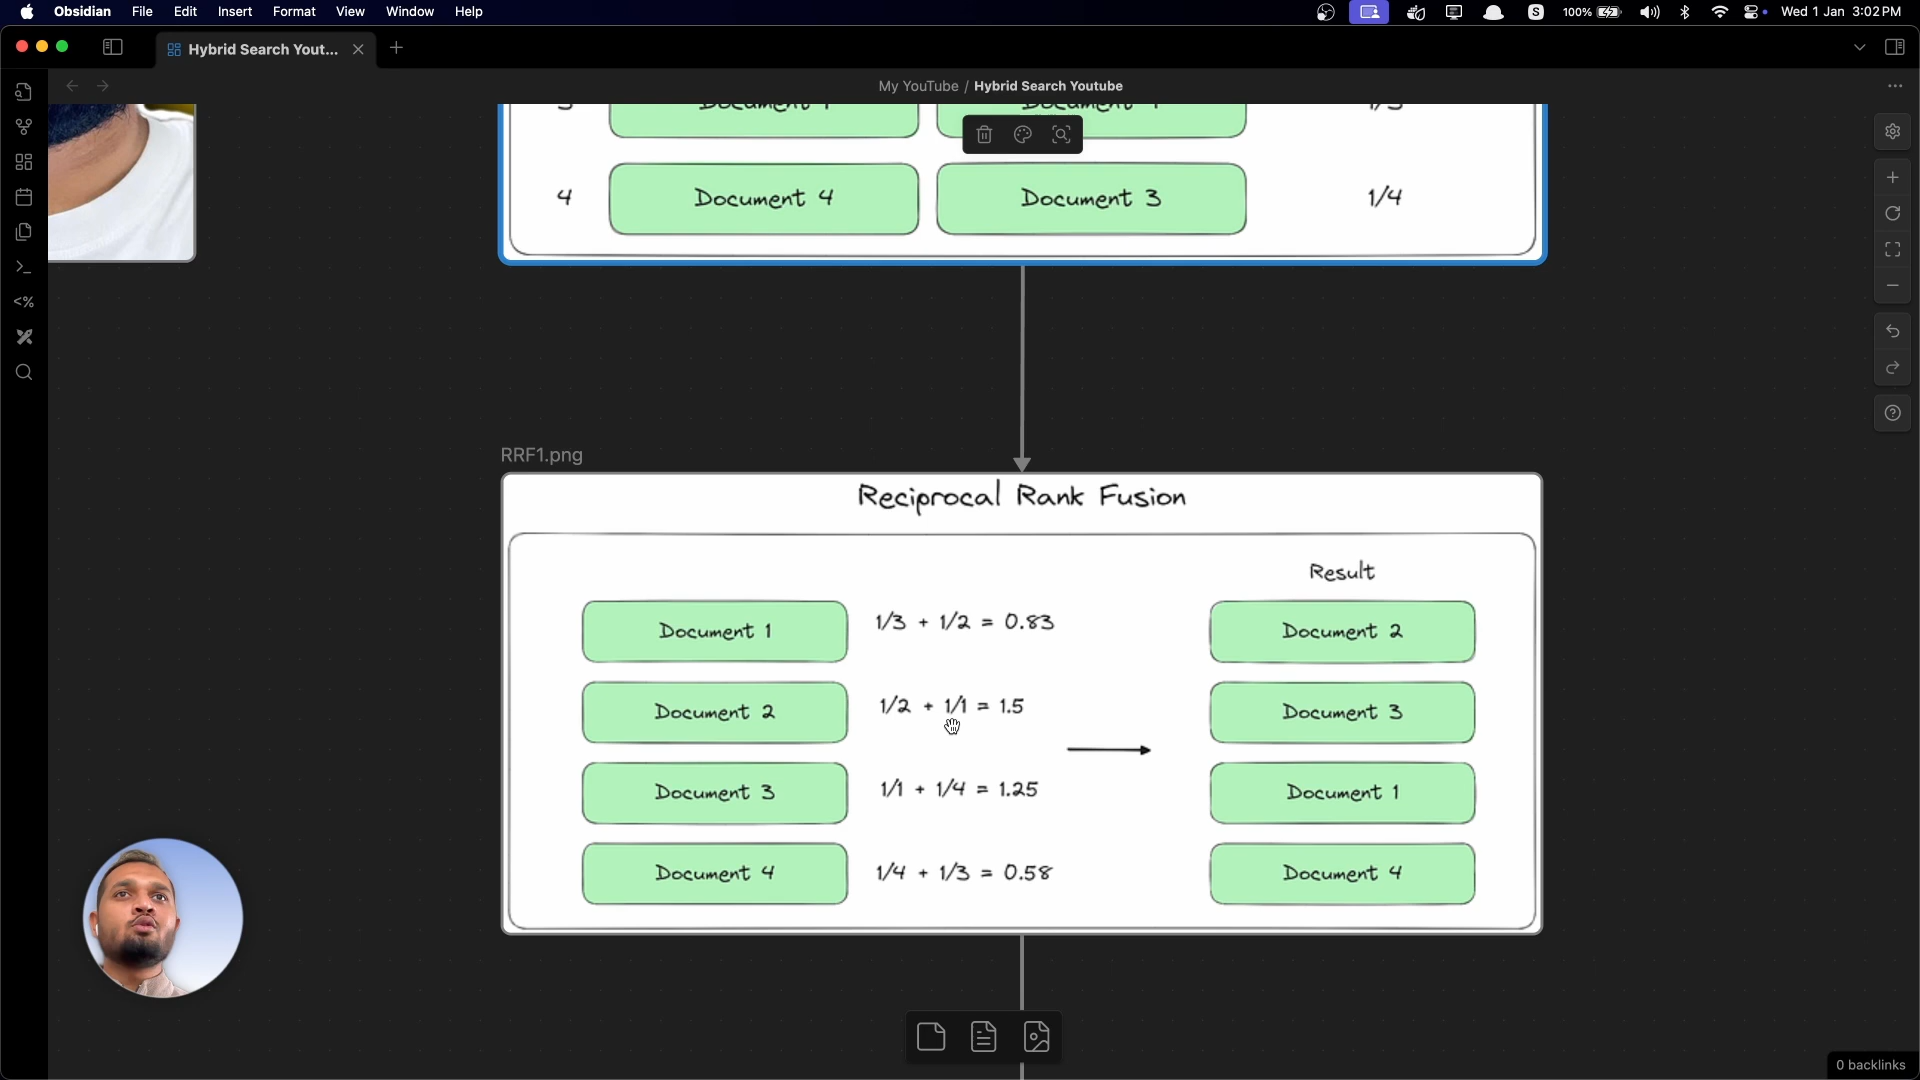 Obsidian File Edit Insert Format View Window Help
S 100% Wed 1 Jan 3:02 PM
Hybrid Search Yout...
My YouTube / Hybrid Search Youtube
<%
1/3
4 Document 4 Document 3 1/4
RRF1.png
Reciprocal Rank Fusion
Result
Document 1 1/3 + 1/2 = 0.83 Document 2
Document 2 1/2 + 1/1 = 1.5 Document 3
Document 3 1/1 + 1/4 = 1.25 Document 1
Document 4 1/4 + 1/3 = 0.58 Document 4
0 backlinks